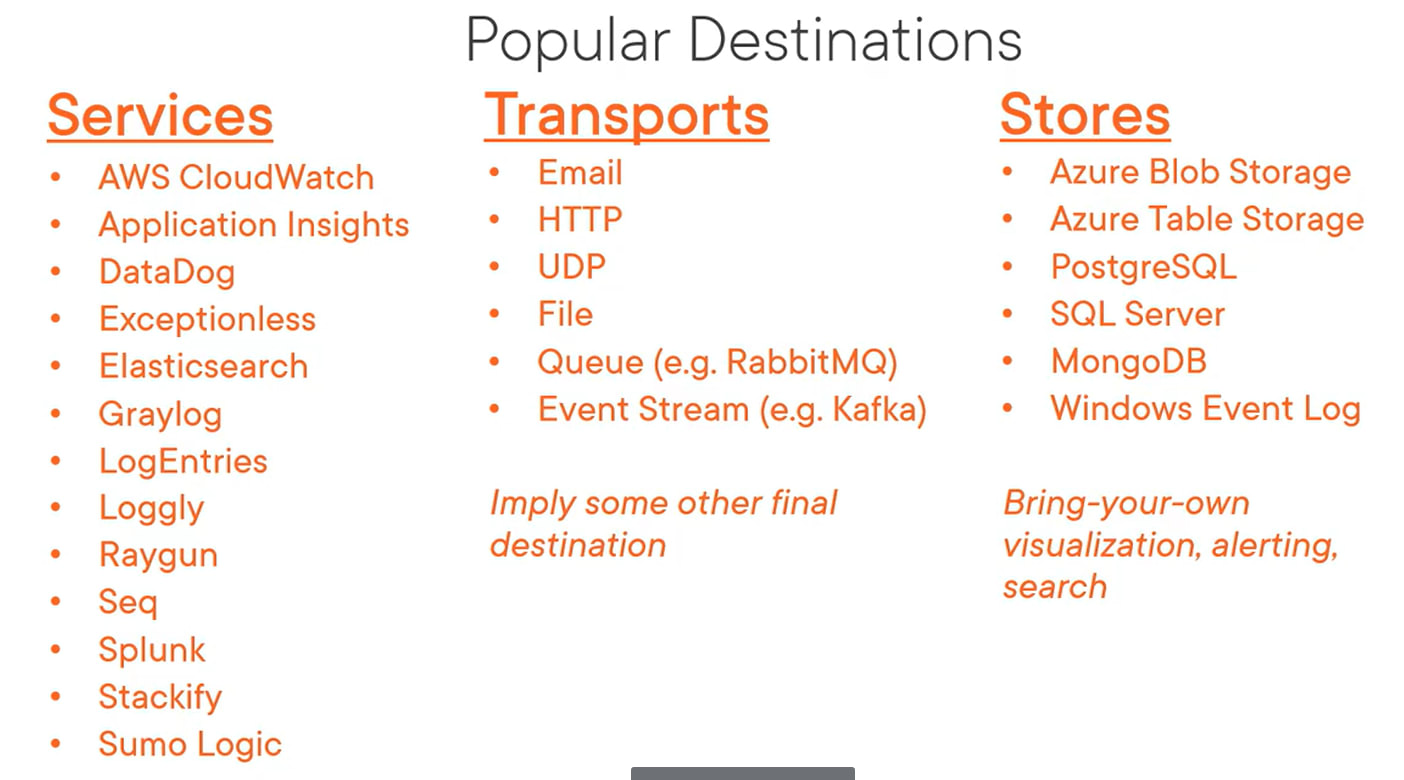 Popular Destinations
Services
• AWS CloudWatch
• Application Insights
• DataDog
• Exceptionless
• Elasticsearch
• Graylog
• LogEntries
• Loggly
• Raygun
• Seq
• Splunk
• Stackify
• Sumo Logic
Transports
• Email
• HTTP
• UDP
• File
• Queue (e.g. RabbitMQ)
• Event Stream (e.g. Kafka)
Imply some other final
destination
Stores
• Azure Blob Storage
• Azure Table Storage
• PostgreSQL
• SQL Server
• MongoDB
• Windows Event Log
Bring-your-own
visualization, alerting,
search